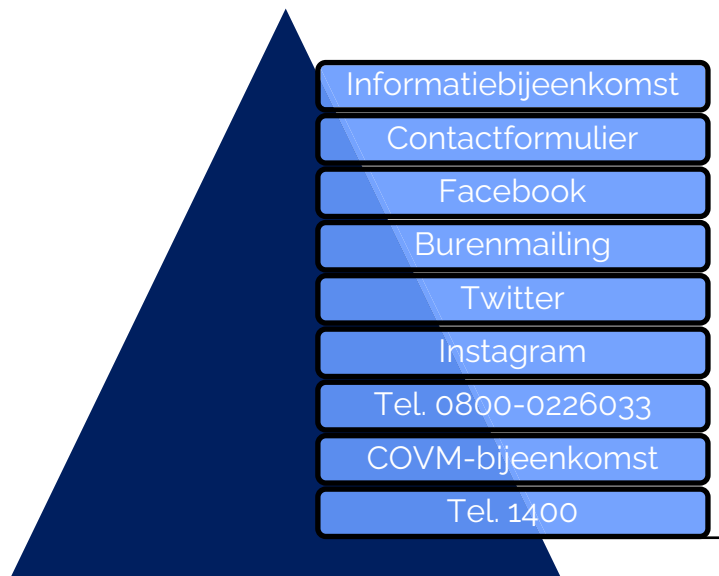 Informatiebijeenkomst
Contactformulier
Facebook
Burenmailing
Twitter
Instagram
Tel. 0800-0226033
COVM-bijeenkomst
Tel. 1400